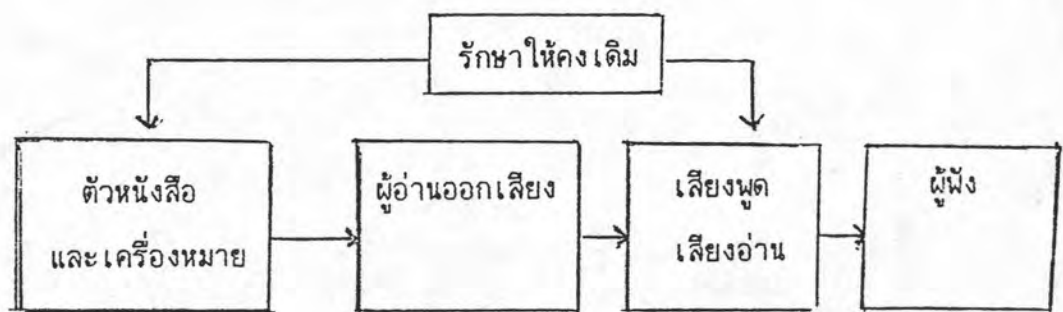 รักษาให้คงเดิม
ตัวหนังสือ
และเครื่องหมาย
ผู้อ่านออกเสียง
เสียงพูด
เสียงอ่าน
ผู้ฟัง